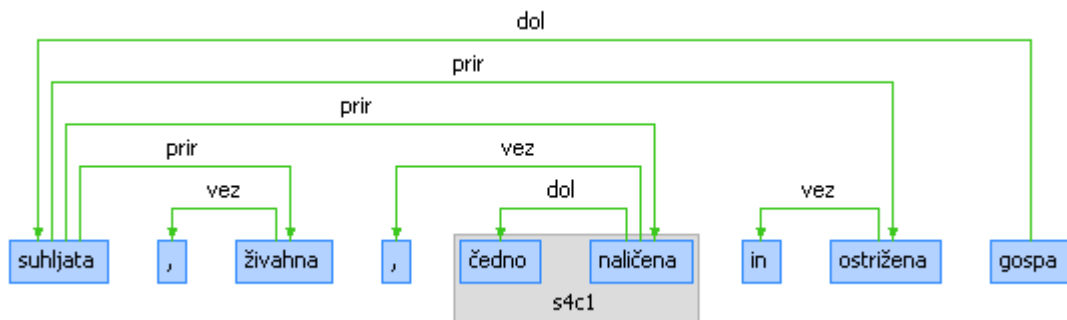 dol
prir
prir
prir vez
vez dol vez
suhljata , živahna , čedno naličena in ostrižena gospa
s4c1